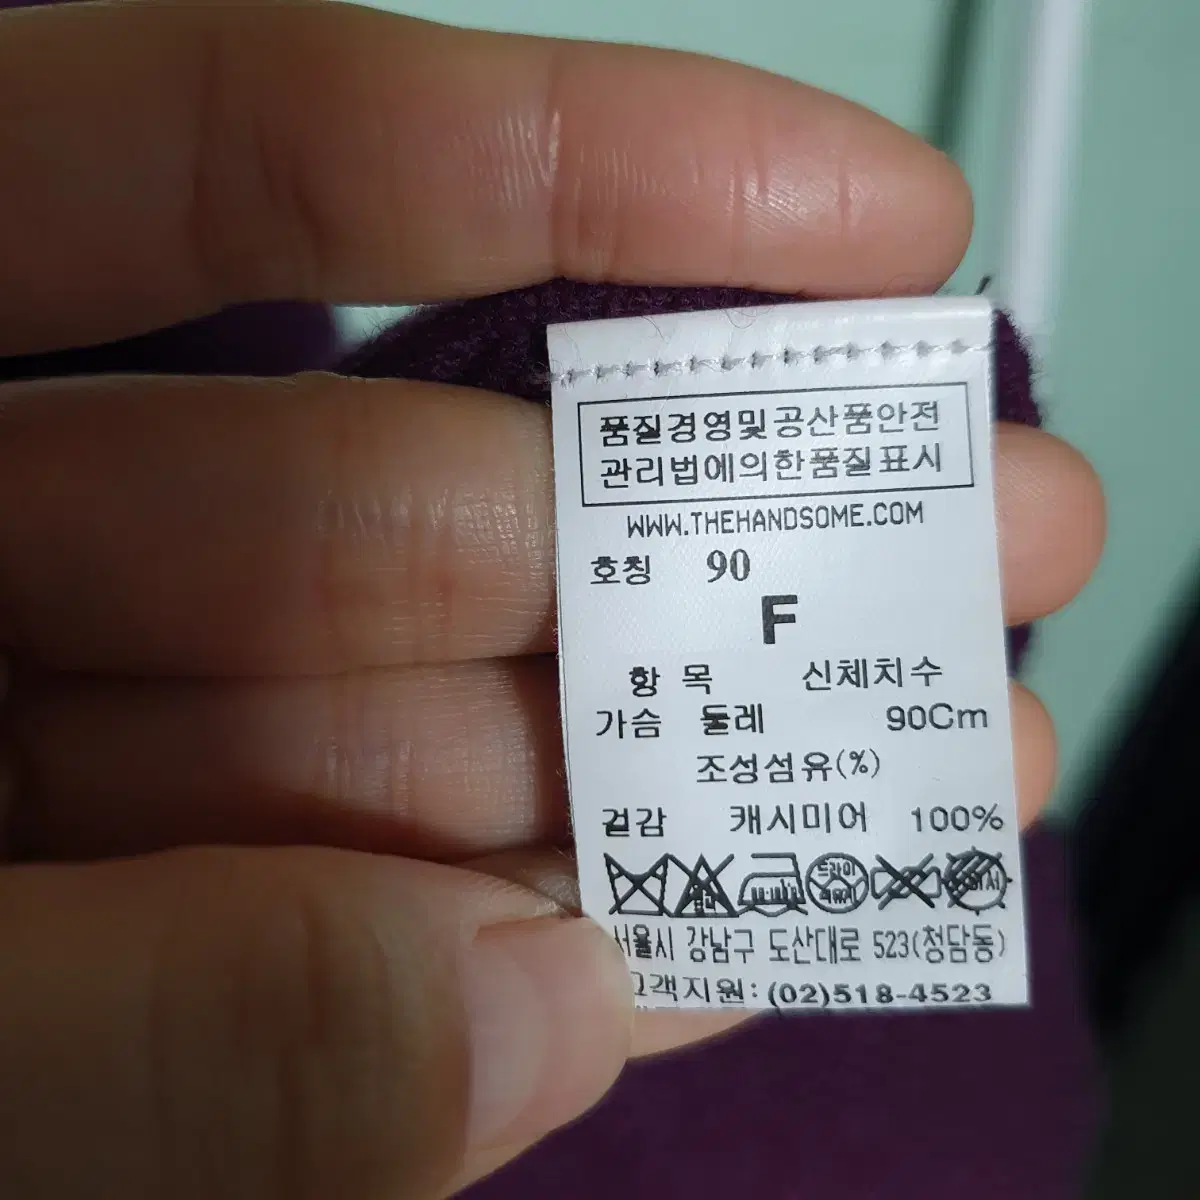 품질경영및공산품안전
관리법에의한품질표시
WWW.THEHANDSOME.COM
호칭 90
F
항 목 신체치수
가슴 둘레 90Cm
조성섬유(%)
겉감 캐시미어 100%
드라이
서울시 강남구 도산대로 523(청담동)
고객지원: (02)518-4523